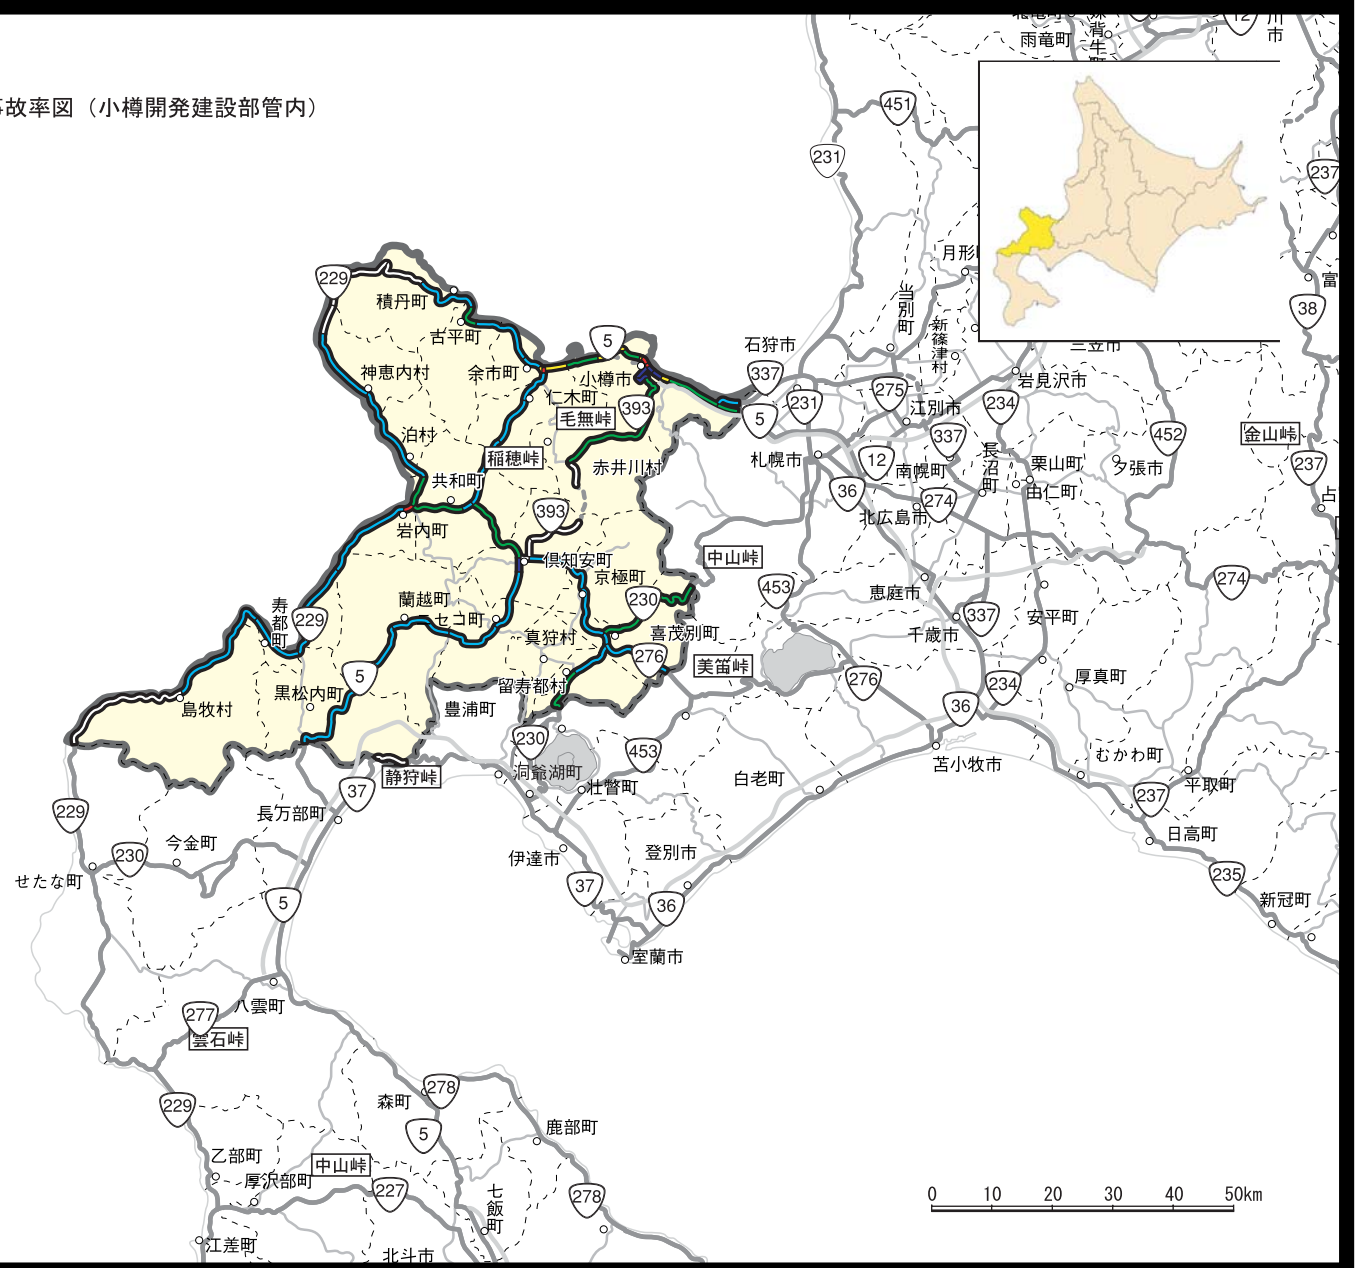 故率図（小樽開発建設部管内）
雨竜町
12
川市
451
231
237
月形
当別町
新篠津村
富
38
229
積丹町
古平町
5
石狩市
三笠市
神恵内村
余市町
小樽市
337
岩見沢市
仁木町
393
毛無峠
5
231
275
江別市
234
泊村
稲穂峠
赤井川村
札幌市
12
337
南幌町
長沼町
栗山町
夕張市
452
金山峠
237
共和町
36
274
由仁町
占
岩内町
393
北広島市
倶知安町
中山峠
京極町
453
恵庭市
274
寿都町
229
蘭越町
セコ町
230
喜茂別町
337
千歳市
安平町
真狩村
276
美笛峠
5
黒松内町
留寿都村
276
234
厚真町
島牧村
豊浦町
36
230
453
静狩峠
洞爺湖町
壮瞥町
白老町
苫小牧市
むかわ町
平取町
37
237
229
長万部町
日高町
230
今金町
伊達市
登別市
せたな町
37
235
5
36
新冠町
室蘭市
277
八雲町
雲石峠
229
森町
278
5
鹿部町
乙部町
中山峠
厚沢部町
227
七飯町
278
江差町
北斗市
0 10 20 30 40 50km